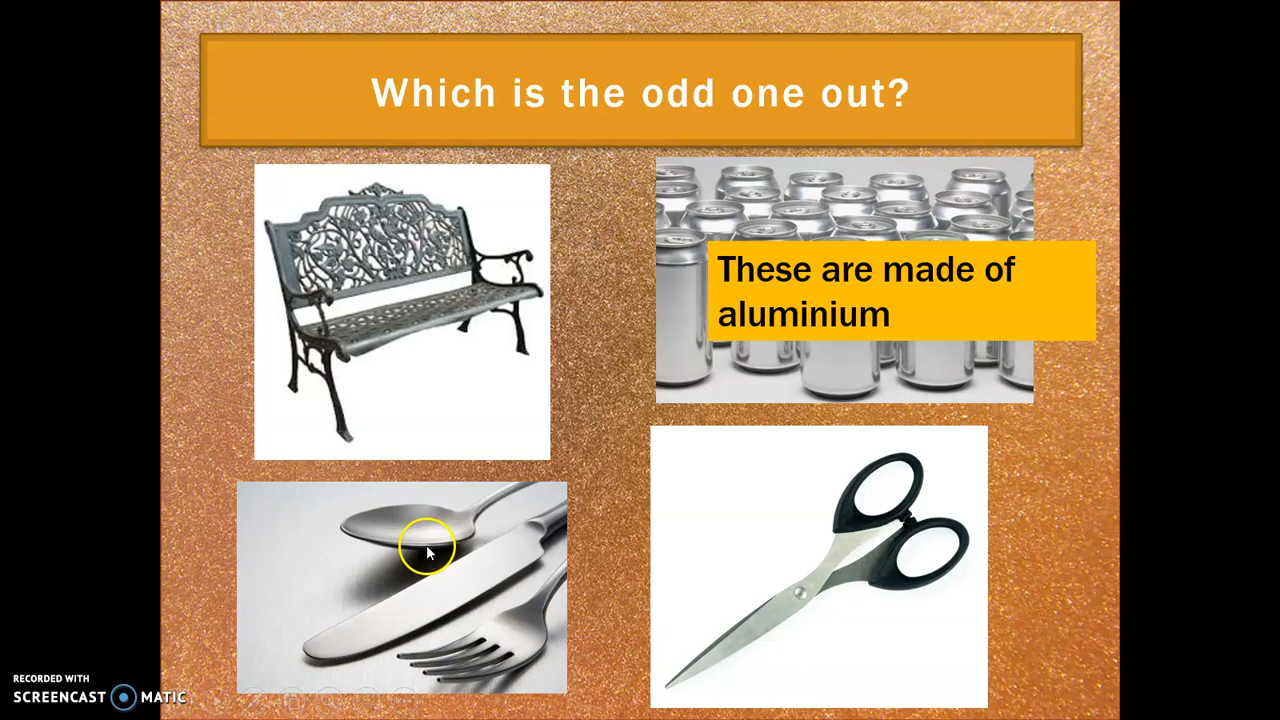 Which is the odd one out?
These are made of
aluminium
RECORDED WITH
SCREENCAST MATIC